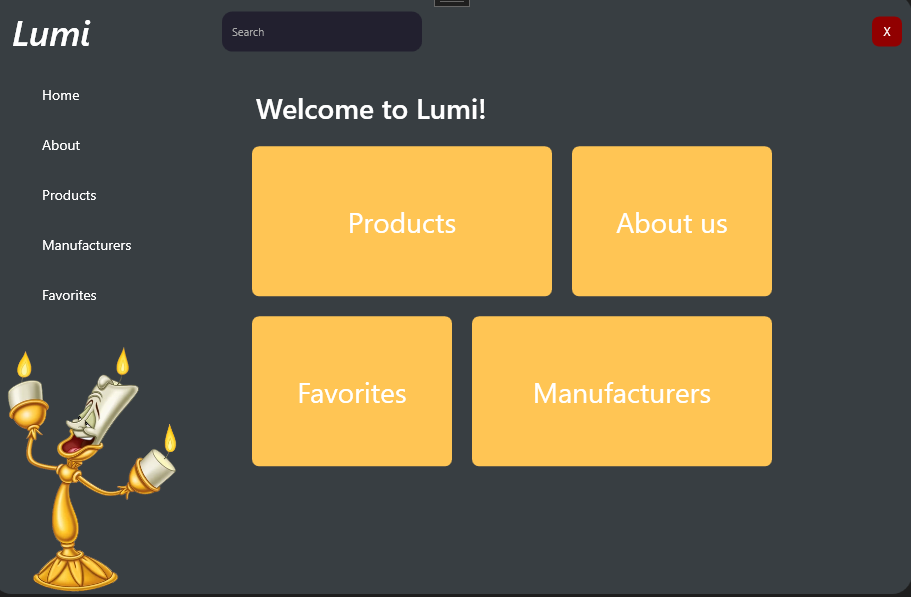 Lumi
Search
X
Home
About
Products
Manufacturers
Favorites
Welcome to Lumi!
Products
About us
Favorites
Manufacturers